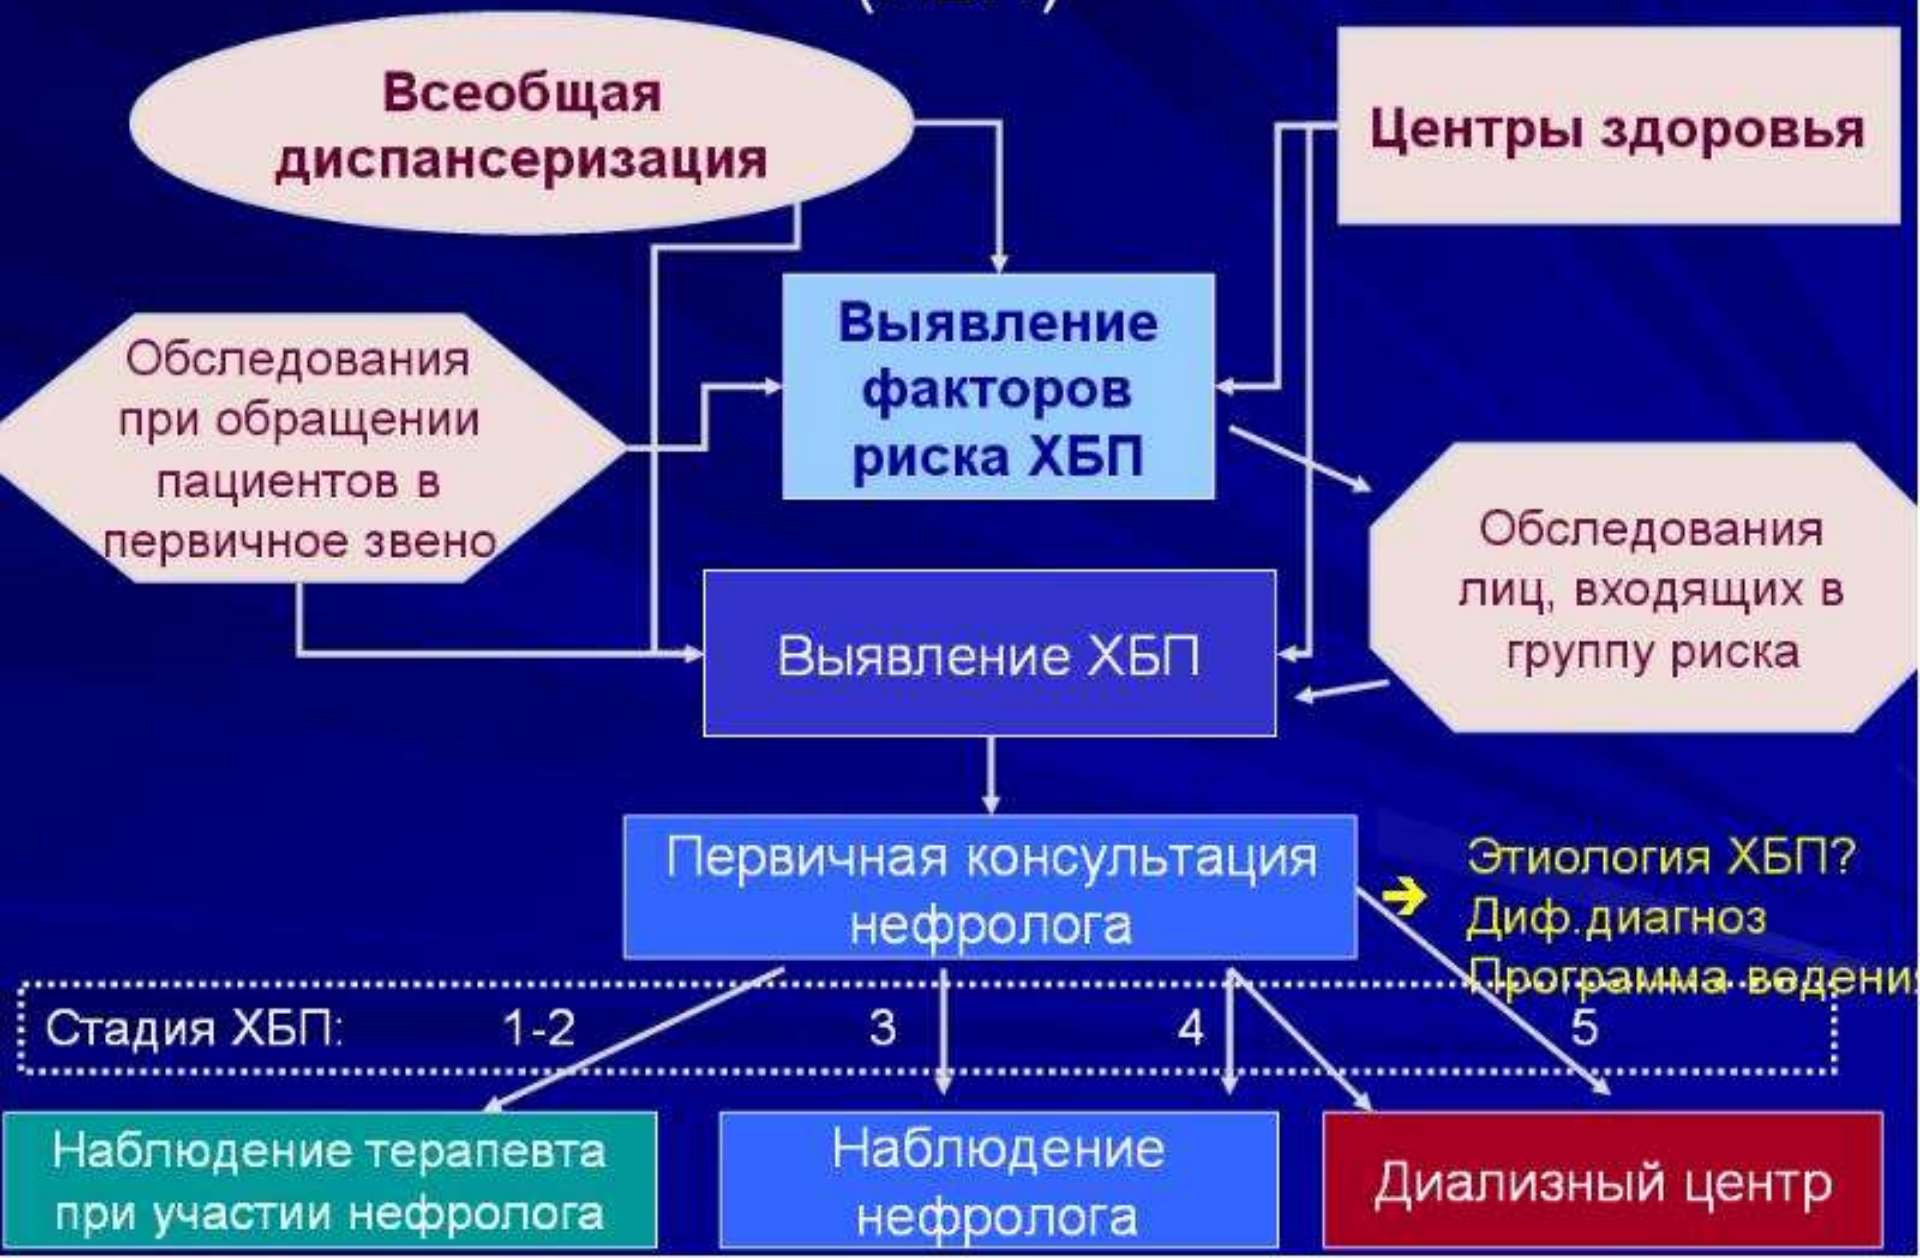 Всеобщая
диспансеризация
Центры здоровья
Выявление
факторов
риска ХБП
Обследования
при обращении
пациентов в
первичное звено
Обследования
лиц, входящих в
группу риска
Выявление ХБП
Первичная консультация
нефролога
Этиология ХБП?
Диф.диагноз
Программа ведени
Стадия ХБП: 1-2 3 4 5
Наблюдение терапевта
при участии нефролога
Наблюдение
нефролога
Диализный центр